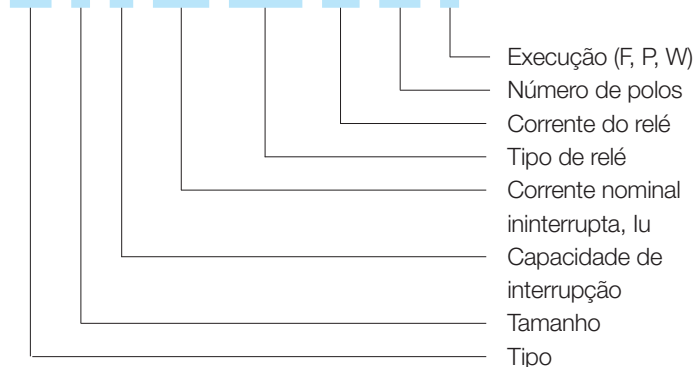 Execução (F, P, W)
Número de polos
Corrente do relé
Tipo de relé
Corrente nominal
ininterrupta, Iu
Capacidade de
interrupção
Tamanho
Tipo